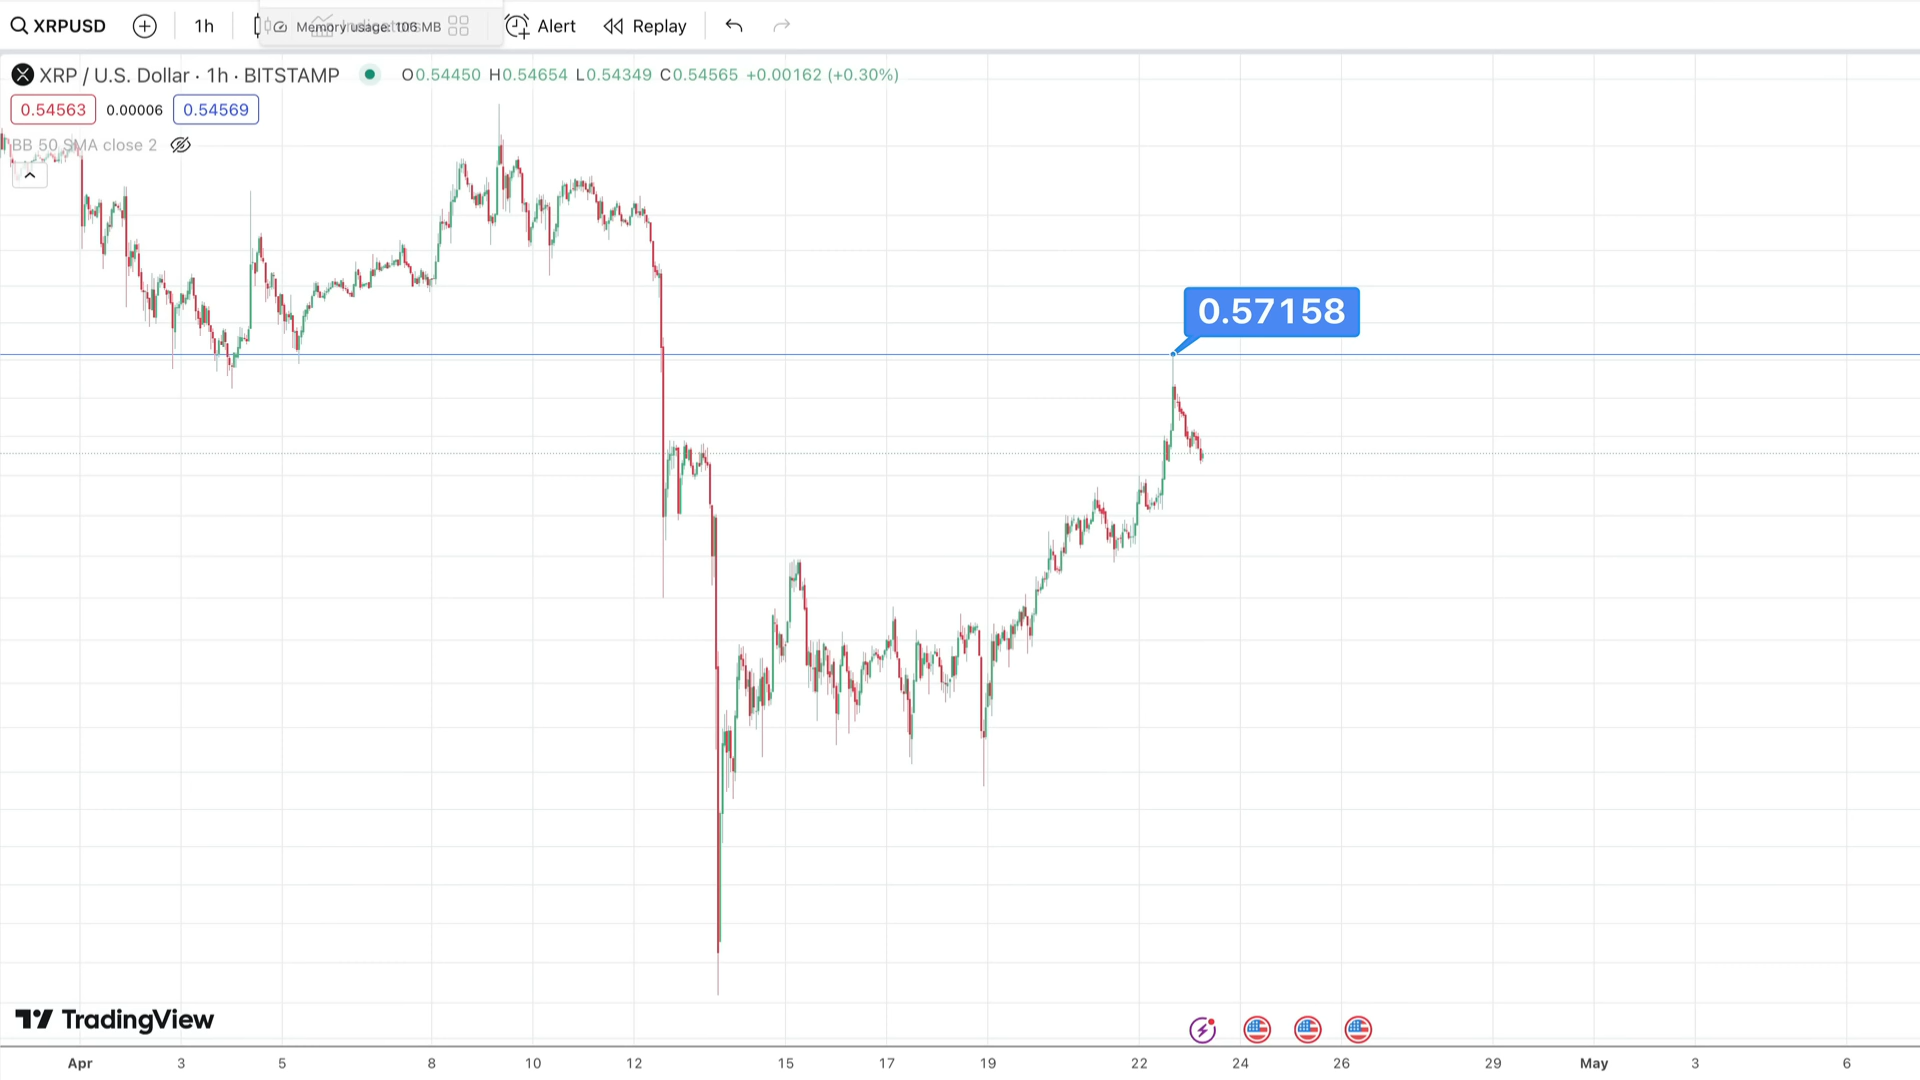 XRPUSD 1h Memory usage: 106 MB Alert Replay
XRP / U.S. Dollar · 1h · BITSTAMP O0.54450 H0.54654 L0.54349 C0.54565 +0.00162 (+0.30%)
0.54563 0.00006 0.54569
BB 50 SMA close 2
0.57158
TradingView
Apr 3 5 8 10 12 15 17 19 22 24 26 29 May 3 6